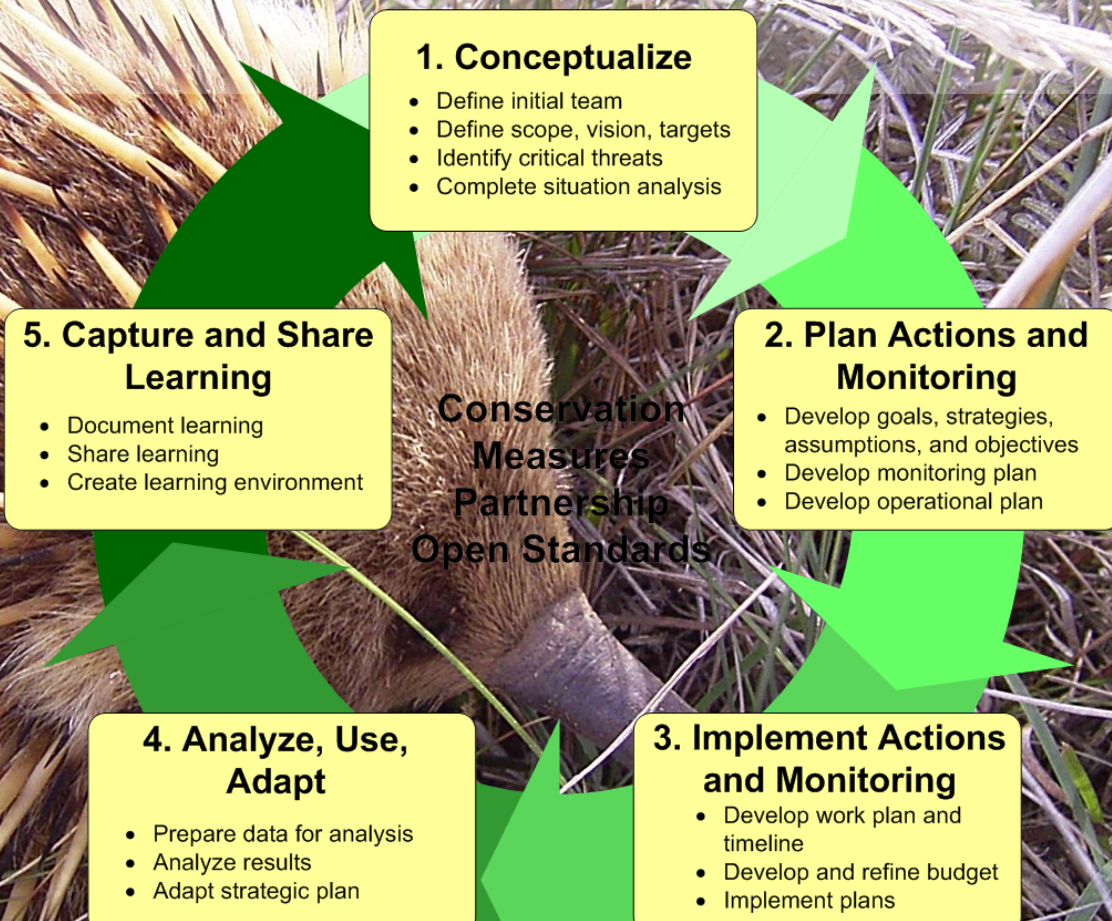 1. Conceptualize
• Define initial team
• Define scope, vision, targets
• Identify critical threats
• Complete situation analysis
2. Plan Actions and
Monitoring
• Develop goals, strategies,
assumptions, and objectives
• Develop monitoring plan
• Develop operational plan
3. Implement Actions
and Monitoring
• Develop work plan and
timeline
• Develop and refine budget
• Implement plans
4. Analyze, Use,
Adapt
• Prepare data for analysis
• Analyze results
• Adapt strategic plan
5. Capture and Share
Learning
• Document learning
• Share learning
• Create learning environment
Conservation
Measures
Partnership
Open Standards